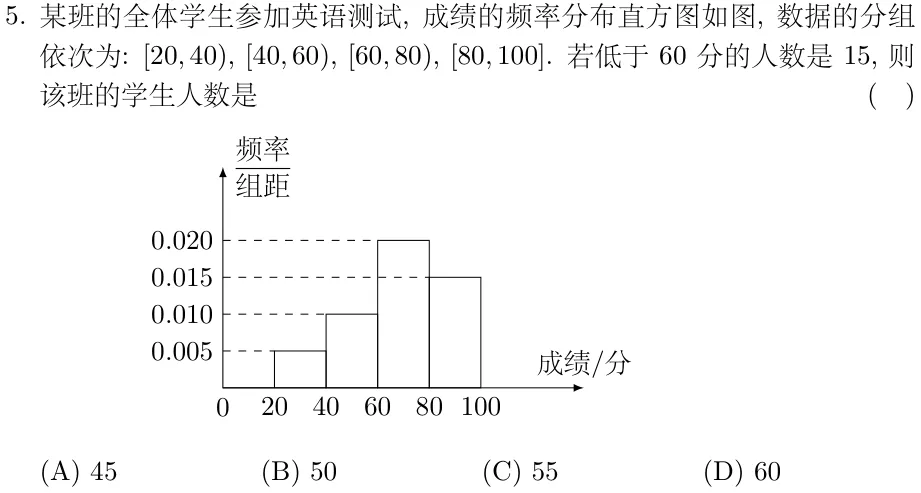 5. 某班的全体学生参加英语测试, 成绩的频率分布直方图如图, 数据的分组
依次为: [20, 40), [40, 60), [60, 80), [80, 100]. 若低于 60 分的人数是 15, 则
该班的学生人数是 ( )
频率
组距
0.020
0.015
0.010
0.005
成绩/分
0 20 40 60 80 100
(A) 45 (B) 50 (C) 55 (D) 60